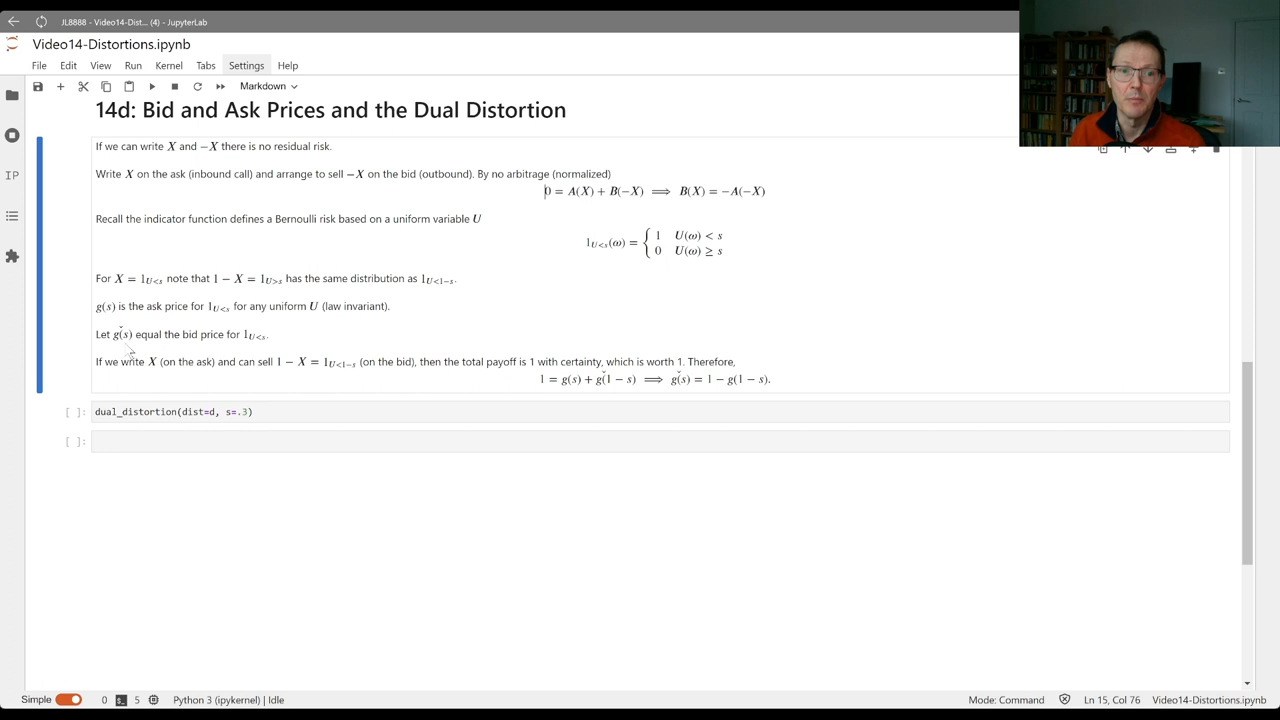 JL8888 - Video14-Dist... (4) - JupyterLab
Video14-Distortions.ipynb
File Edit View Run Kernel Tabs Settings Help
Markdown
14d: Bid and Ask Prices and the Dual Distortion
If we can write X and −X there is no residual risk.
Write X on the ask (inbound call) and arrange to sell −X on the bid (outbound). By no arbitrage (normalized)
0 = A(X) + B(−X) ⟹ B(X) = −A(−X)
Recall the indicator function defines a Bernoulli risk based on a uniform variable U
1_{U<s}(ω) = { 1 U(ω) < s
0 U(ω) ≥ s
For X = 1_{U<s} note that 1 − X = 1_{U>s} has the same distribution as 1_{U<1−s}.
g(s) is the ask price for 1_{U<s} for any uniform U (law invariant).
Let ǧ(s) equal the bid price for 1_{U<s}.
If we write X (on the ask) and can sell 1 − X = 1_{U<1−s} (on the bid), then the total payoff is 1 with certainty, which is worth 1. Therefore,
1 = g(s) + ǧ(1 − s) ⟹ ǧ(s) = 1 − g(1 − s).
[ ]: dual_distortion(dist=d, s=.3)
[ ]:
IP
Simple 0 5 Python 3 (ipykernel) | Idle Mode: Command Ln 15, Col 76 Video14-Distortions.ipynb